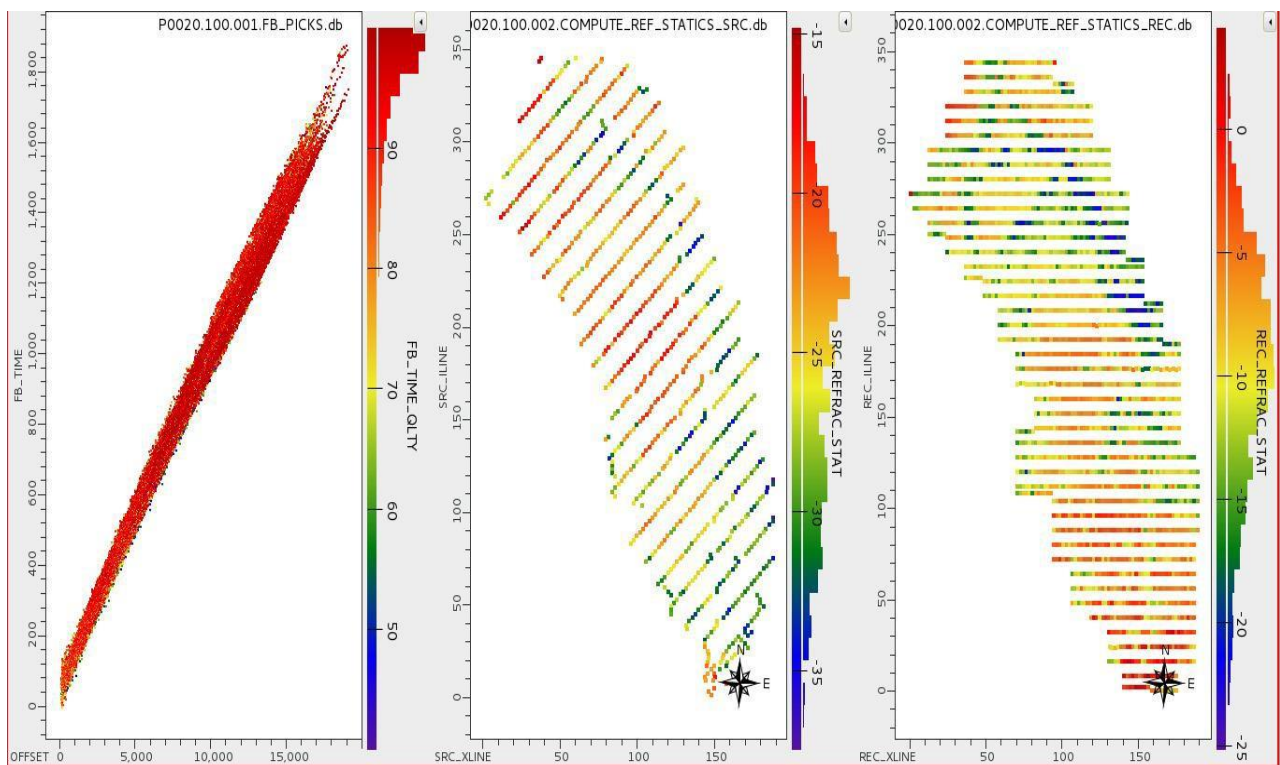 P0020.100.001.FB_PICKS.db
FB_TIME
0
200
400
600
800
1,000
1,200
1,400
1,600
1,800
OFFSET 0 5,000 10,000 15,000
90
80
70
60
50
FB_TIME_QLTY
0020.100.002.COMPUTE_REF_STATICS_SRC.db
SRC_ILINE
0
50
100
150
200
250
300
350
SRC_XLINE 50 100 150
N
E
-15
-20
-25
-30
-35
SRC_REFRAC_STAT
0020.100.002.COMPUTE_REF_STATICS_REC.db
REC_ILINE
0
50
100
150
200
250
300
350
REC_XLINE 50 100 150
N
E
0
-5
-10
-15
-20
-25
REC_REFRAC_STAT